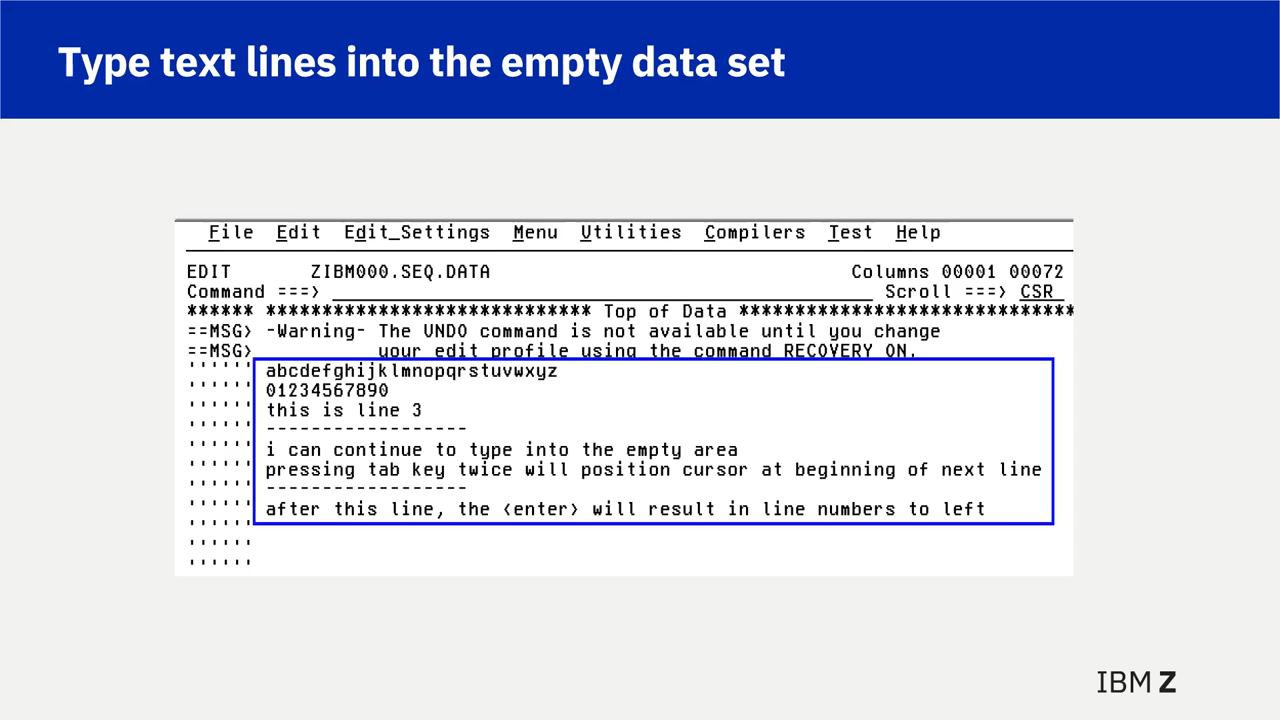 Type text lines into the empty data set
File Edit Edit_Settings Menu Utilities Compilers Test Help
EDIT ZIBM000.SEQ.DATA Columns 00001 00072
Command ===> Scroll ===> CSR
****** ***************************** Top of Data ******************************
==MSG> -Warning- The UNDO command is not available until you change
==MSG> your edit profile using the command RECOVERY ON.
'''''' abcdefghijklmnopqrstuvwxyz
'''''' 01234567890
'''''' this is line 3
'''''' ------------------
'''''' i can continue to type into the empty area
'''''' pressing tab key twice will position cursor at beginning of next line
'''''' ------------------
'''''' after this line, the <enter> will result in line numbers to left
''''''
''''''
''''''
IBM Z